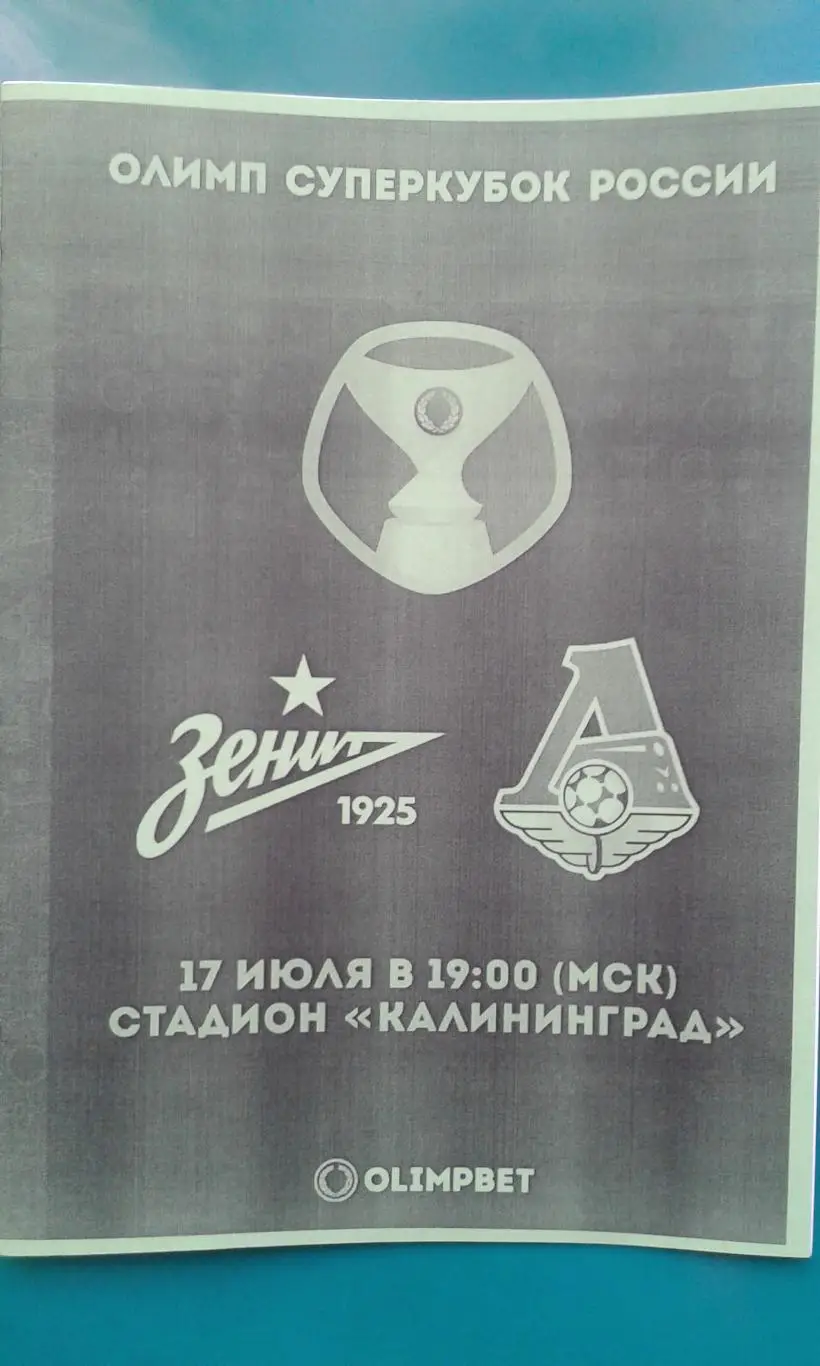 ОЛИМП СУПЕРКУБОК РОССИИ
Зенит
1925
17 ИЮЛЯ В 19:00 (МСК)
СТАДИОН «КАЛИНИНГРАД»
OLIMPBET